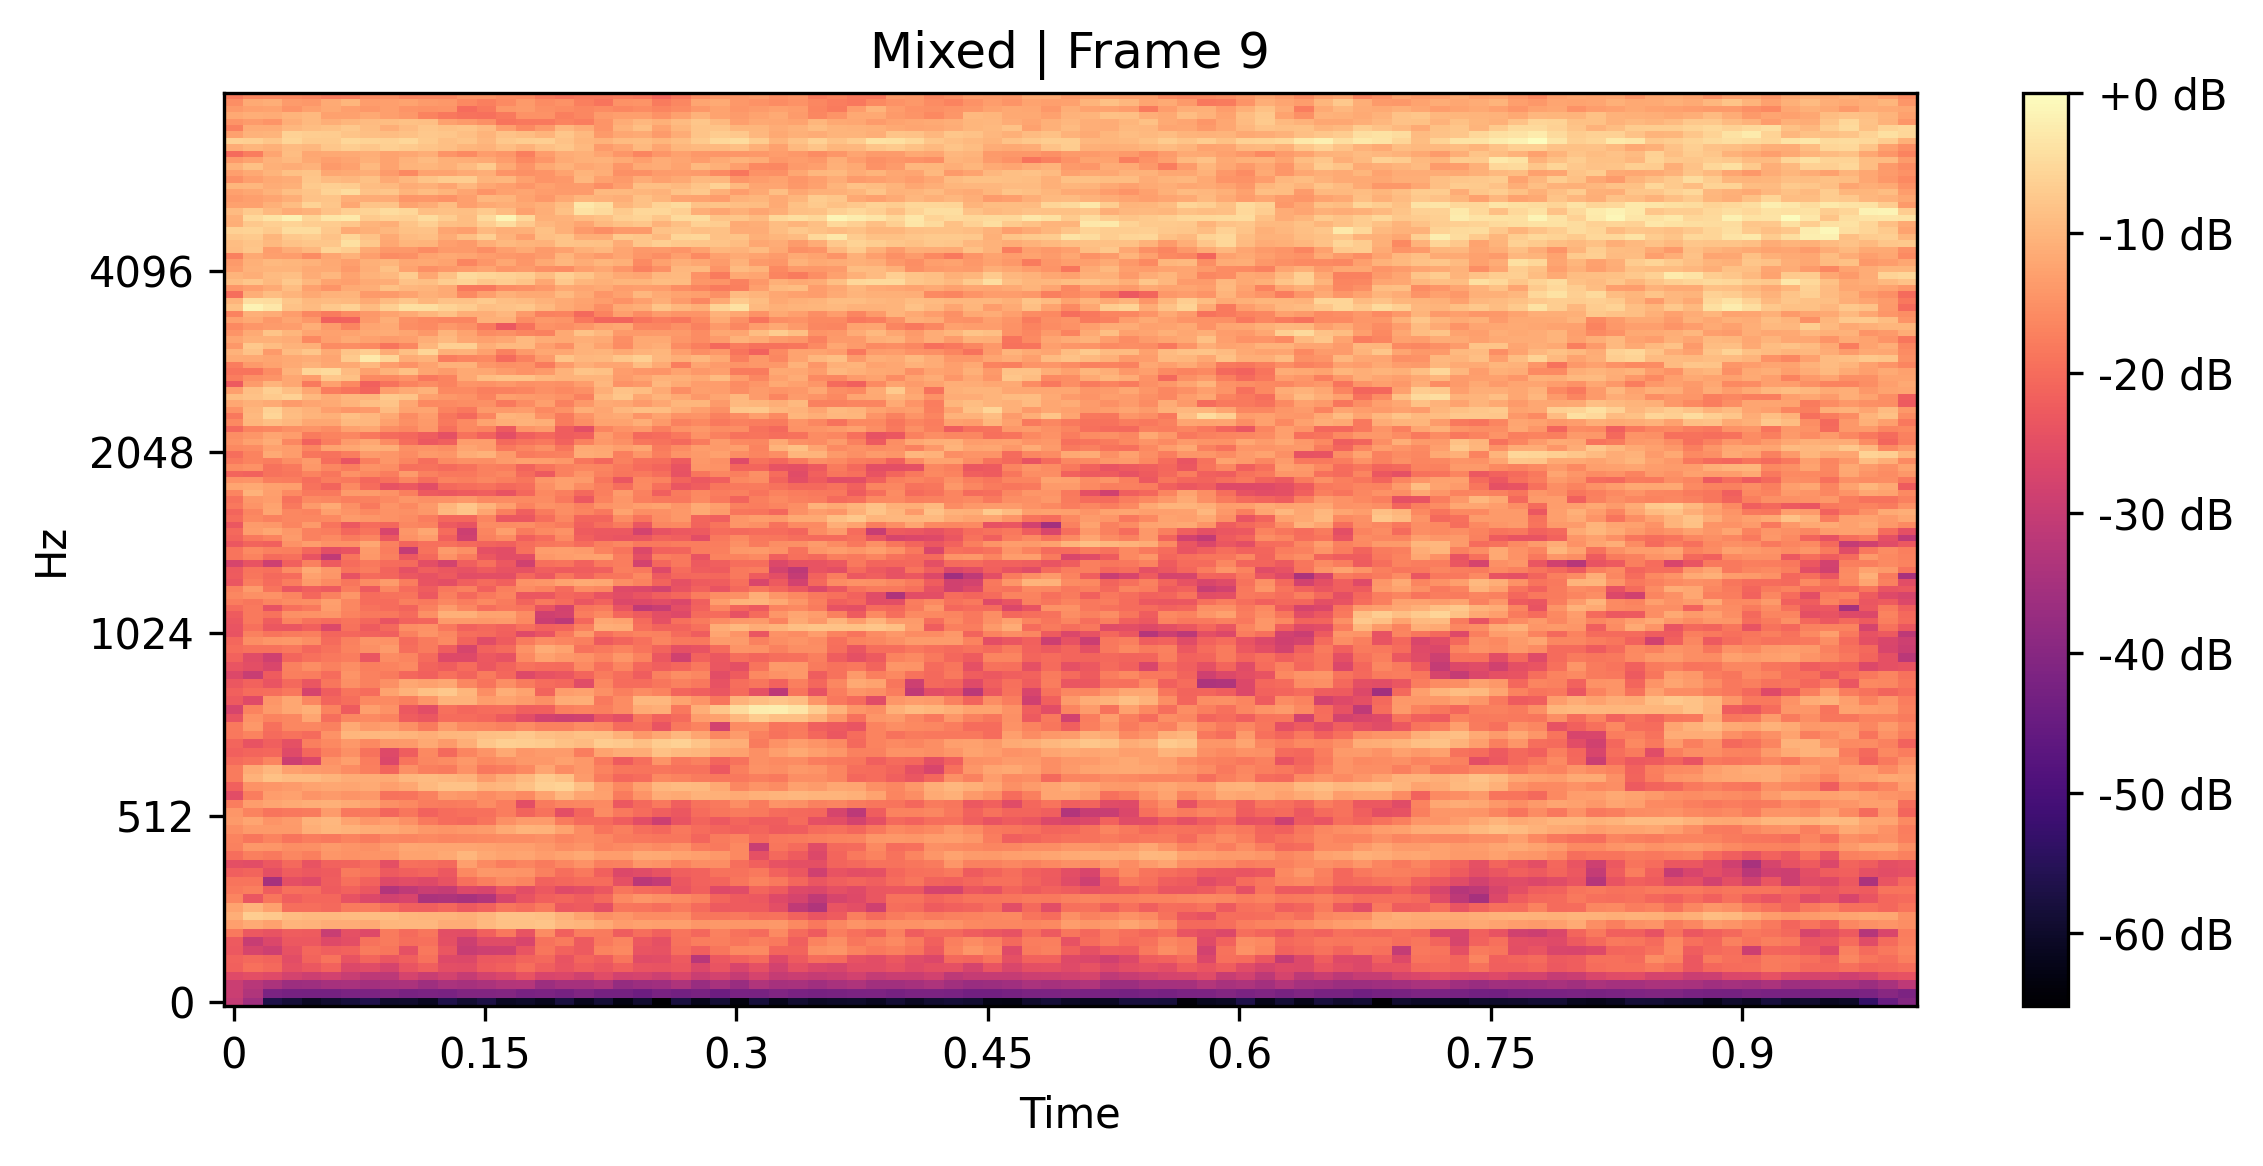 Mixed | Frame 9
+0 dB
-10 dB
-20 dB
-30 dB
-40 dB
-50 dB
-60 dB
4096
2048
1024
512
0
Hz
0 0.15 0.3 0.45 0.6 0.75 0.9
Time